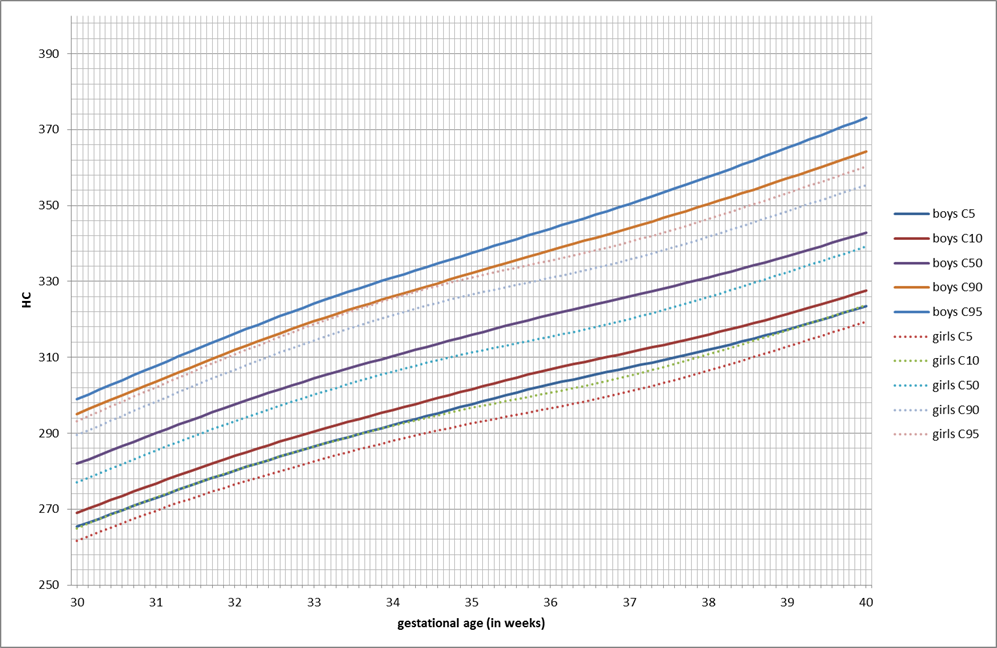 390
370
350
330
310
290
270
250
HC
30 31 32 33 34 35 36 37 38 39 40
gestational age (in weeks)
boys C5
boys C10
boys C50
boys C90
boys C95
girls C5
girls C10
girls C50
girls C90
girls C95